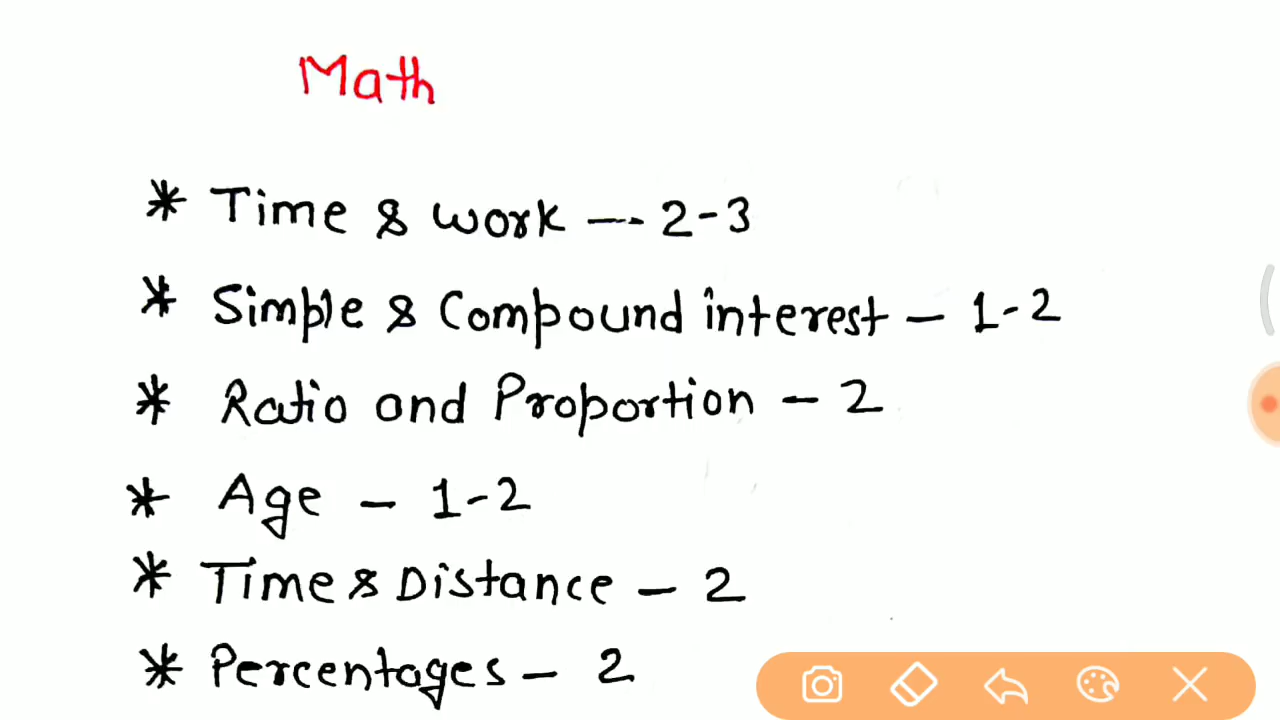 Math
* Time & work -- 2-3
* Simple & Compound interest - 1-2
* Ratio and Proportion - 2
* Age - 1-2
* Time & Distance - 2
* Percentages - 2